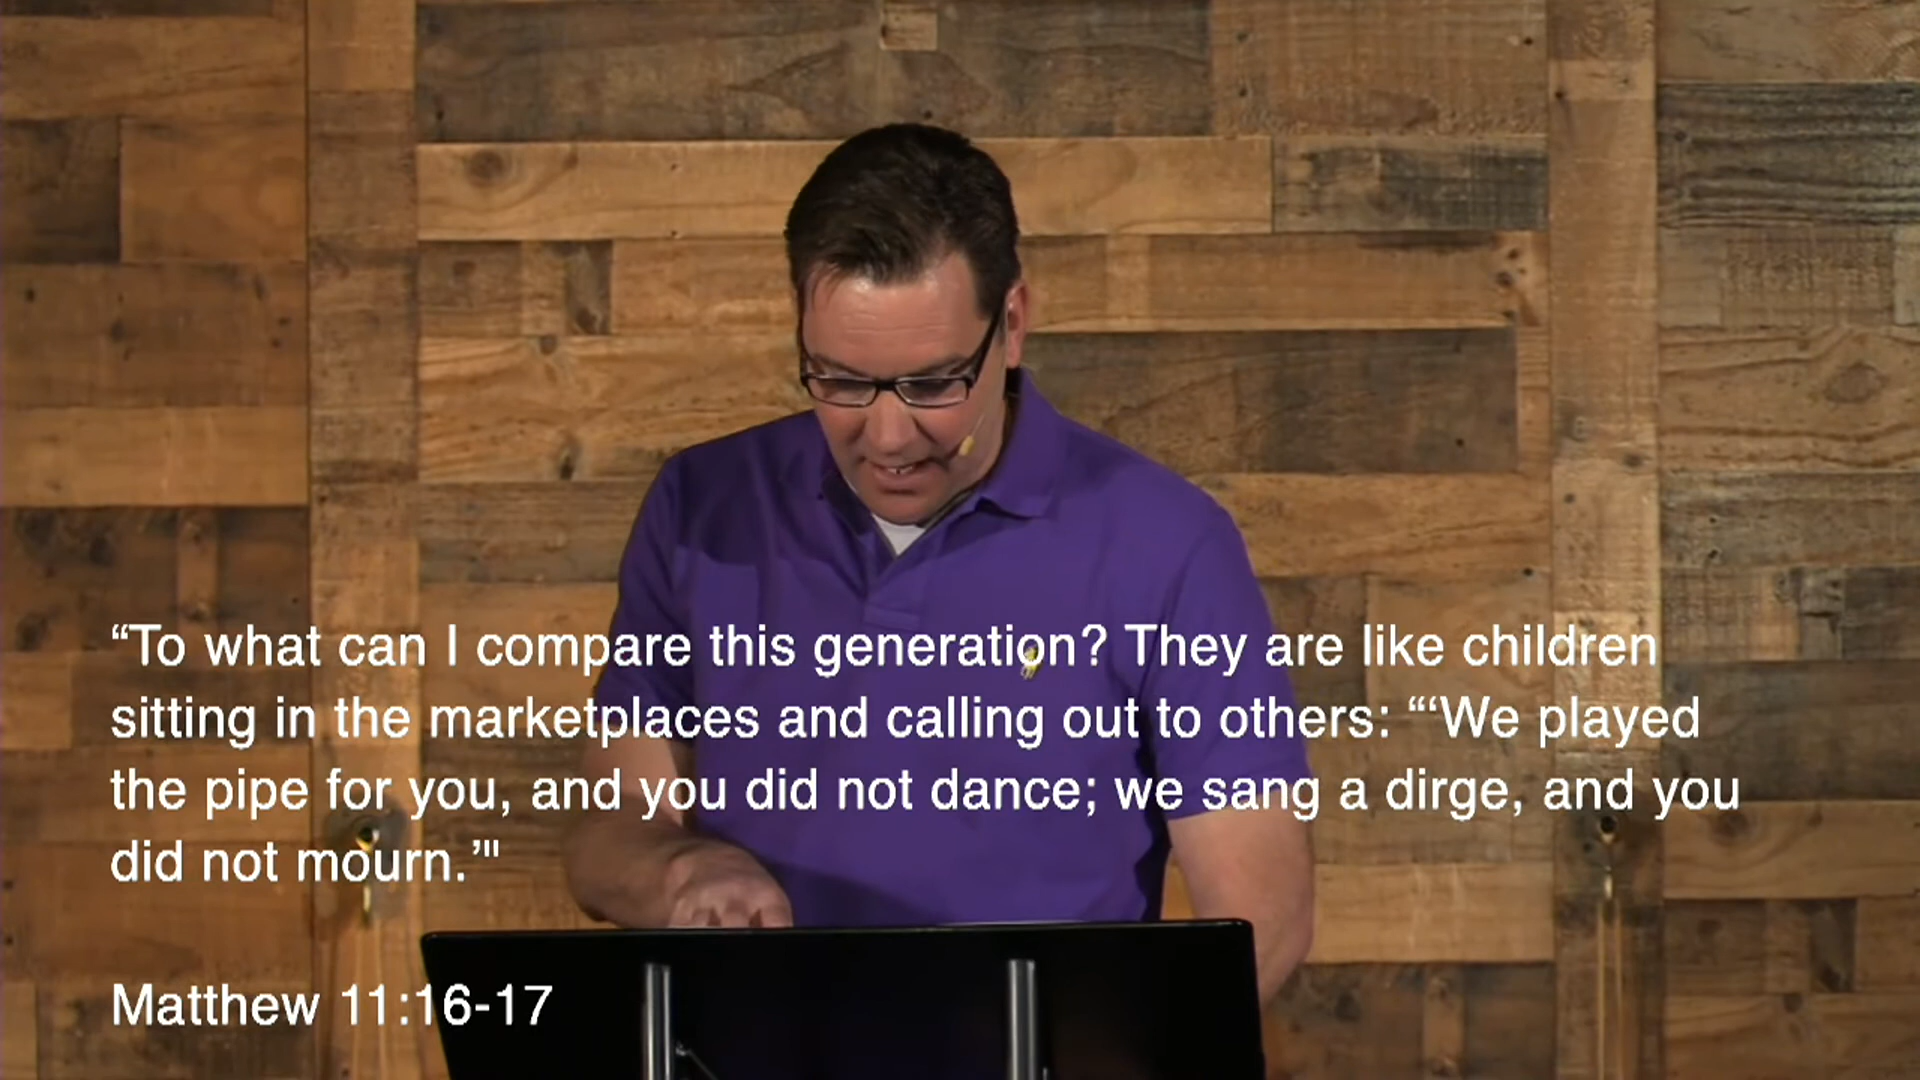 “To what can I compare this generation? They are like children
sitting in the marketplaces and calling out to others: “‘We played
the pipe for you, and you did not dance; we sang a dirge, and you
did not mourn.’"
Matthew 11:16-17